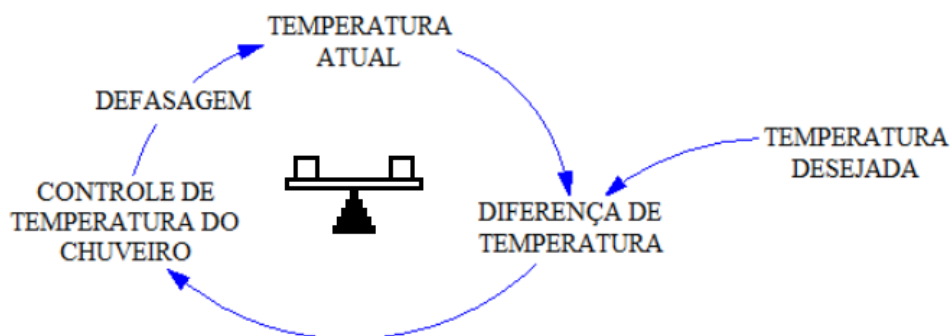 TEMPERATURA
ATUAL
DEFASAGEM
TEMPERATURA
DESEJADA
CONTROLE DE
TEMPERATURA DO
CHUVEIRO
DIFERENÇA DE
TEMPERATURA